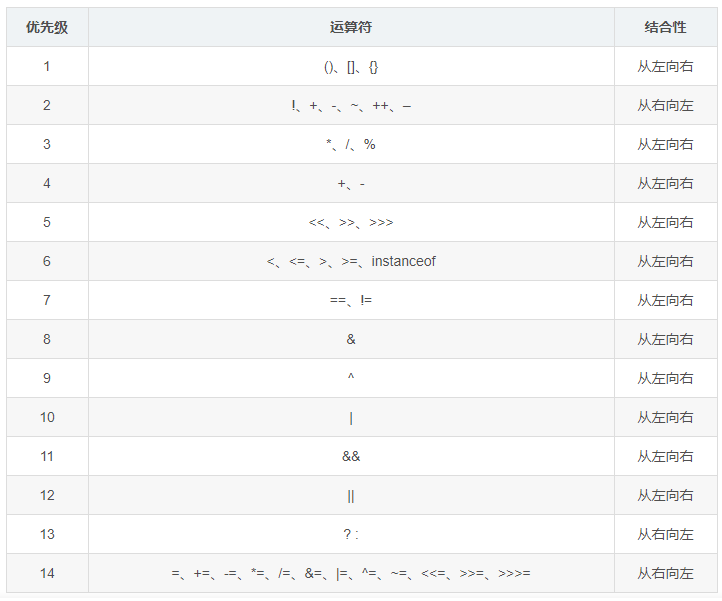 优先级 运算符 结合性
1 ()、[]、{} 从左向右
2 !、+、-、~、++、– 从右向左
3 *、/、% 从左向右
4 +、- 从左向右
5 <<、>>、>>> 从左向右
6 <、<=、>、>=、instanceof 从左向右
7 ==、!= 从左向右
8 & 从左向右
9 ^ 从左向右
10 | 从左向右
11 && 从左向右
12 || 从左向右
13 ? : 从右向左
14 =、+=、-=、*=、/=、&=、|=、^=、~=、<<=、>>=、>>>= 从右向左